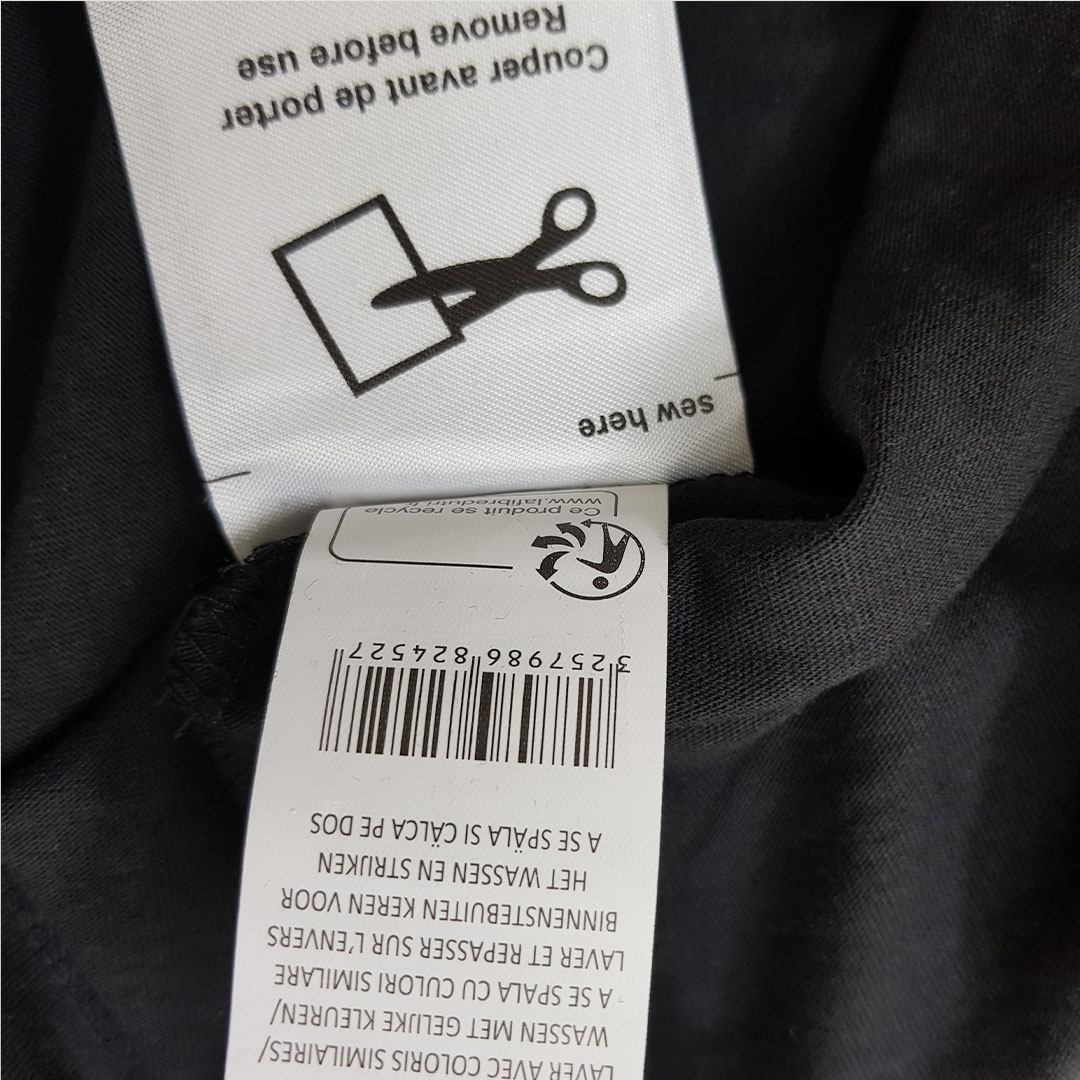 LAVER AVEC COLORIS SIMILAIRES/
WASSEN MET GELIJKE KLEUREN/
A SE SPALA CU CULORI SIMILARE
LAVER ET REPASSER SUR L'ENVERS
BINNENSTEBUITEN KEREN VOOR
HET WASSEN EN STRIJKEN
A SE SPÄLA SI CÄLCA PE DOS
3 257986 824527
Ce produit se recycle
sew here
Couper avant de porter
Remove before use